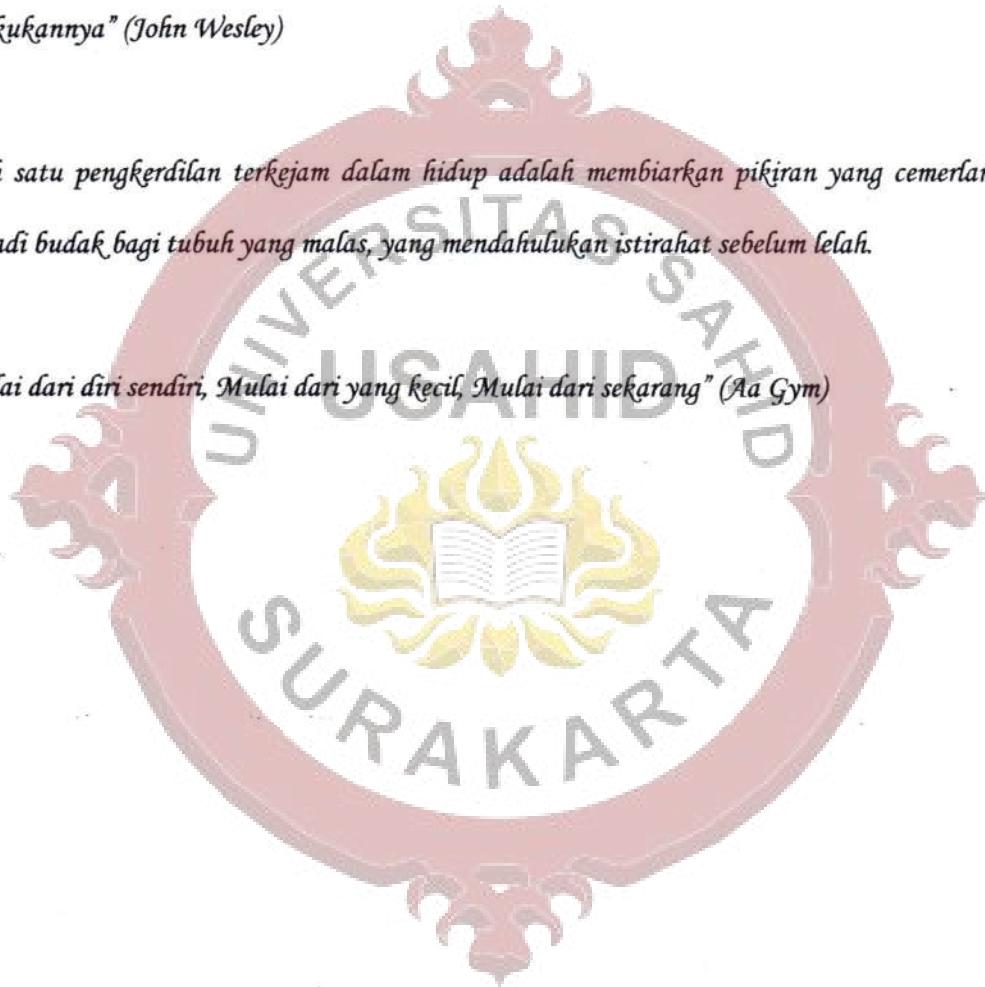 kukannya" (John Wesley)
i satu pengkerdilan terkejam dalam hidup adalah membiarkan pikiran yang cemerlan
adi budak bagi tubuh yang malas, yang mendahulukan istirahat sebelum lelah.
lai dari diri sendiri, Mulai dari yang kecil, Mulai dari sekarang" (Aa Gym)
UNIVERSITAS SAHID
USAHID
SURAKARTA